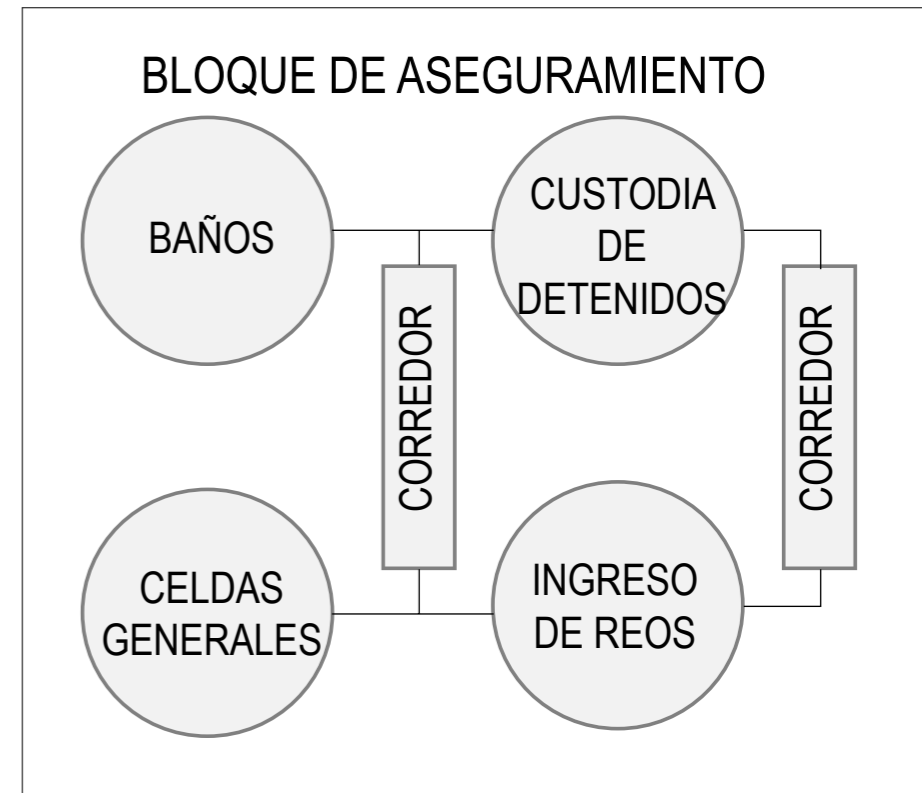 BLOQUE DE ASEGURAMIENTO
BAÑOS
CUSTODIA
DE
DETENIDOS
CORREDOR
CORREDOR
CELDAS
GENERALES
INGRESO
DE REOS